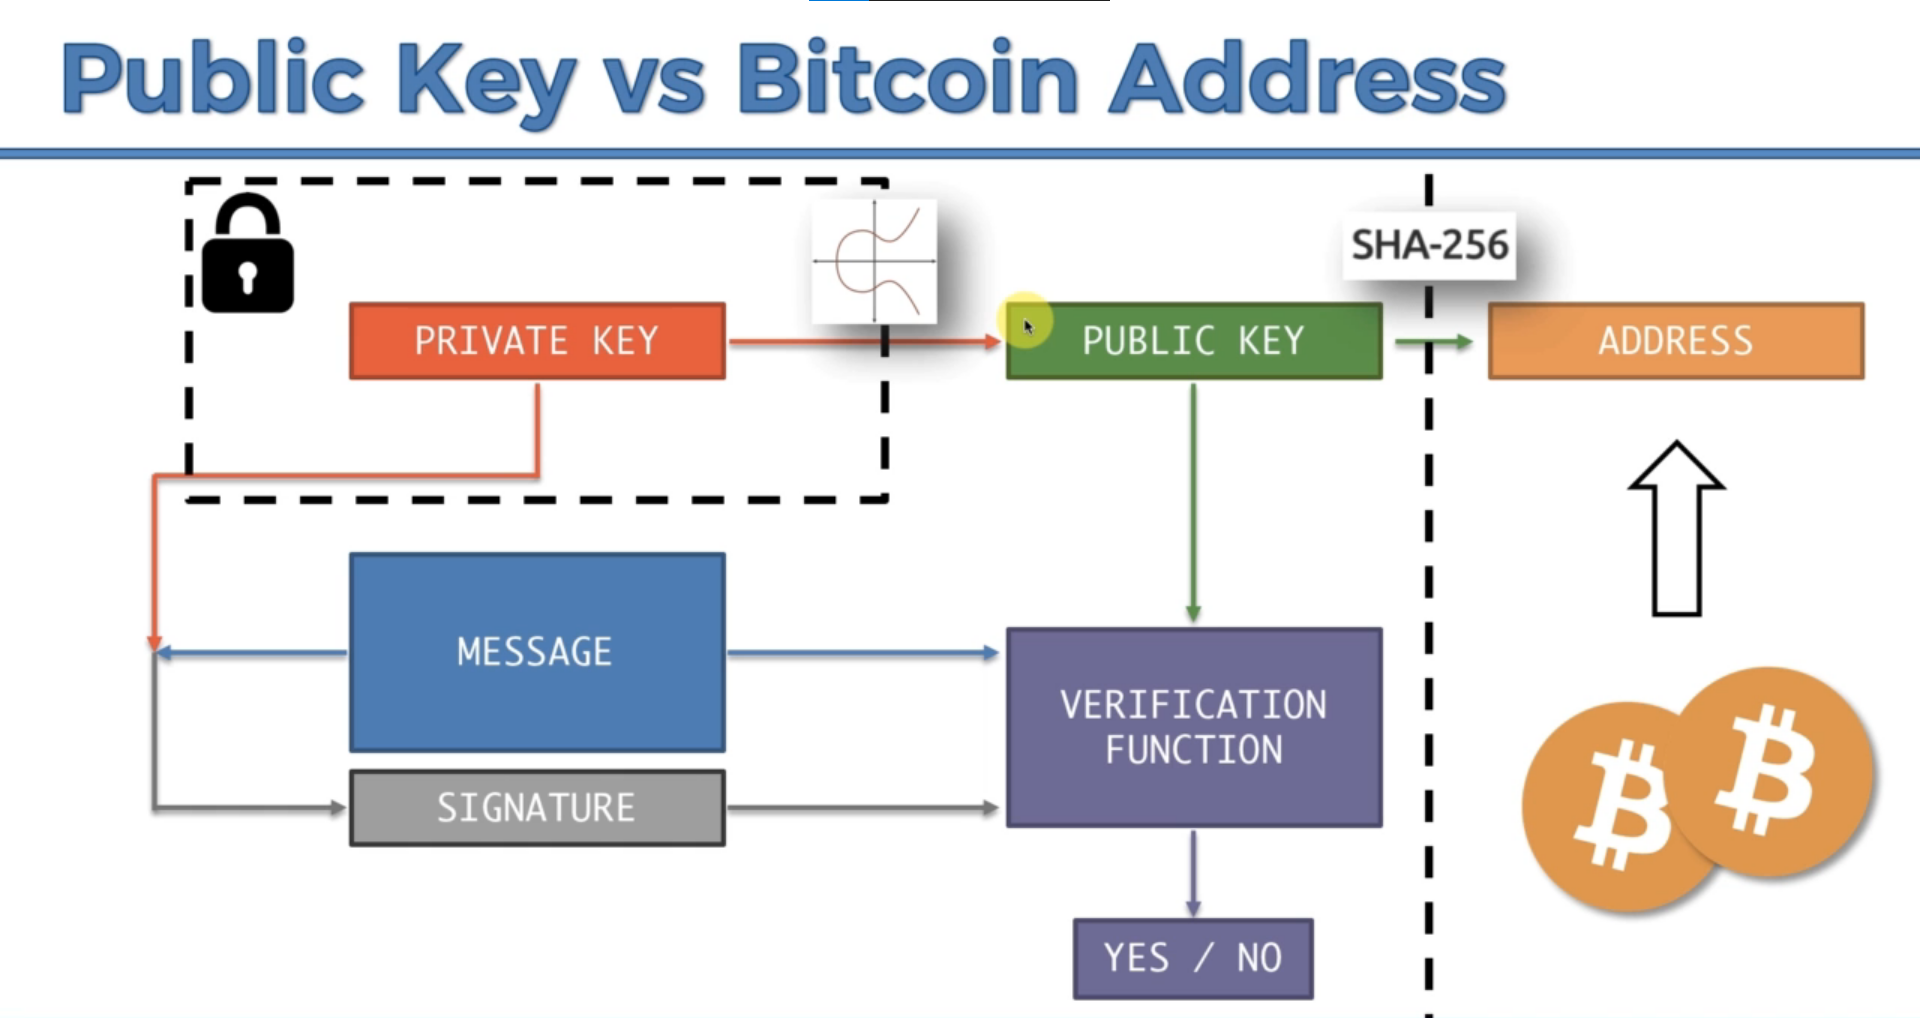 Public Key vs Bitcoin Address
SHA-256
PRIVATE KEY
PUBLIC KEY
ADDRESS
MESSAGE
VERIFICATION
FUNCTION
SIGNATURE
YES / NO